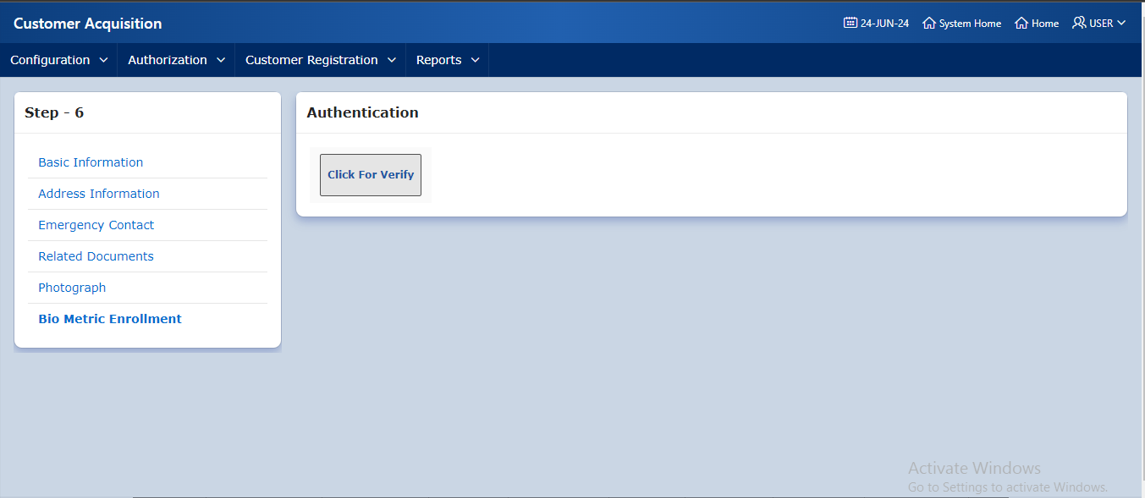 Customer Acquisition
24-JUN-24 System Home Home USER
Configuration Authorization Customer Registration Reports
Step - 6
Basic Information
Address Information
Emergency Contact
Related Documents
Photograph
Bio Metric Enrollment
Authentication
Click For Verify
Activate Windows
Go to Settings to activate Windows.